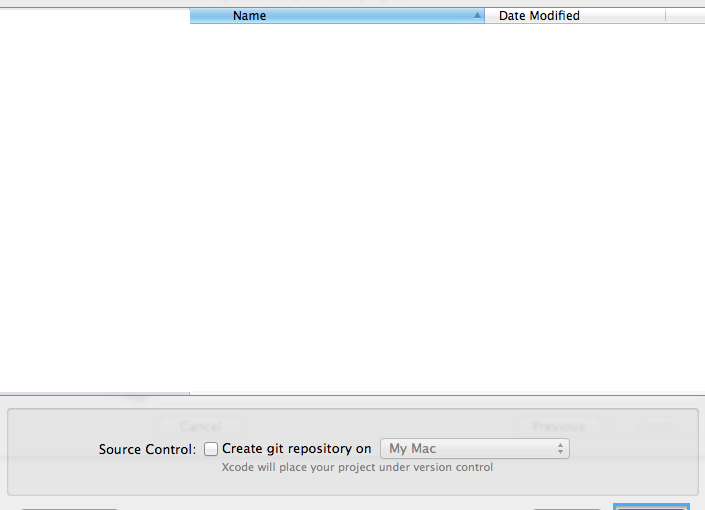 Name Date Modified
Cancel Previous
Source Control: Create git repository on My Mac
Xcode will place your project under version control